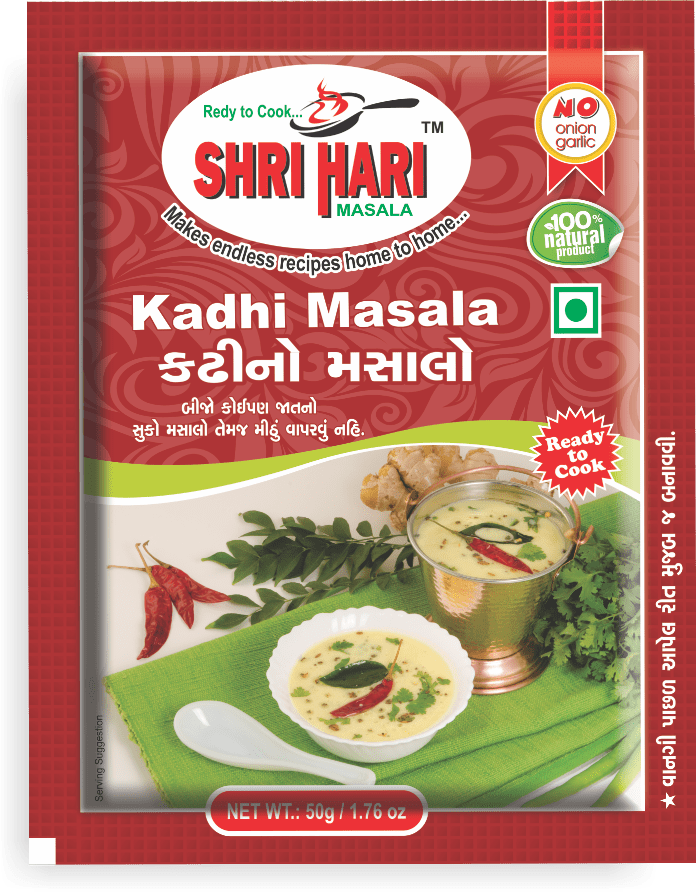 Redy to Cook...
SHRI HARI
TM
MASALA
Makes endless recipes home to home...
NO
onion
garlic
100%
natural
product
Kadhi Masala
કઢીનો મસાલો
બીજો કોઈપણ જાતનો
સુકો મસાલો તેમજ મીઠું વાપરવું નહિ.
Ready
to
Cook
Serving Suggestion
NET WT.: 50g / 1.76 oz
★ વાનગી પાછળ આપેલ રીત મુજબ જ બનાવવી.